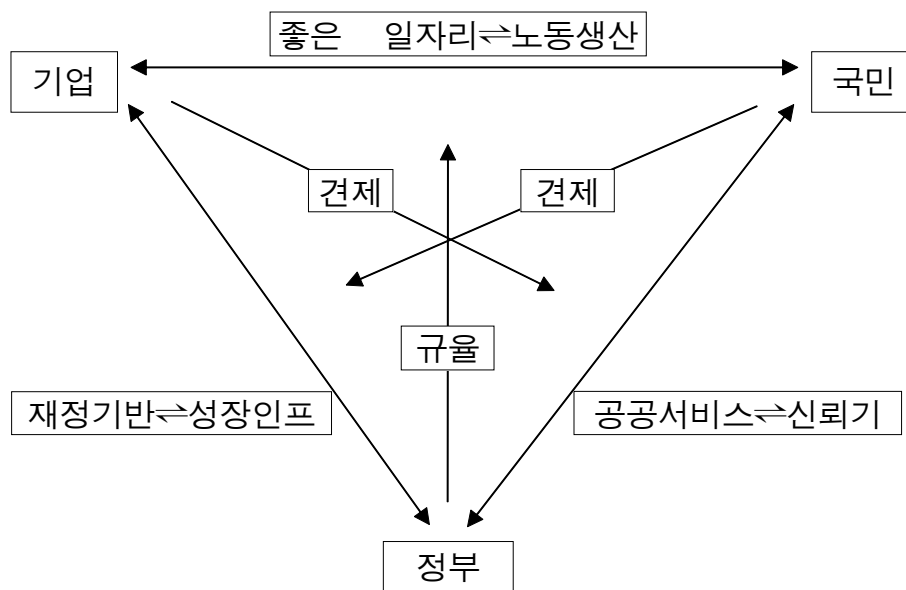 좋은 일자리⇌노동생산
기업
국민
견제
견제
규율
재정기반⇌성장인프
공공서비스⇌신뢰기
정부